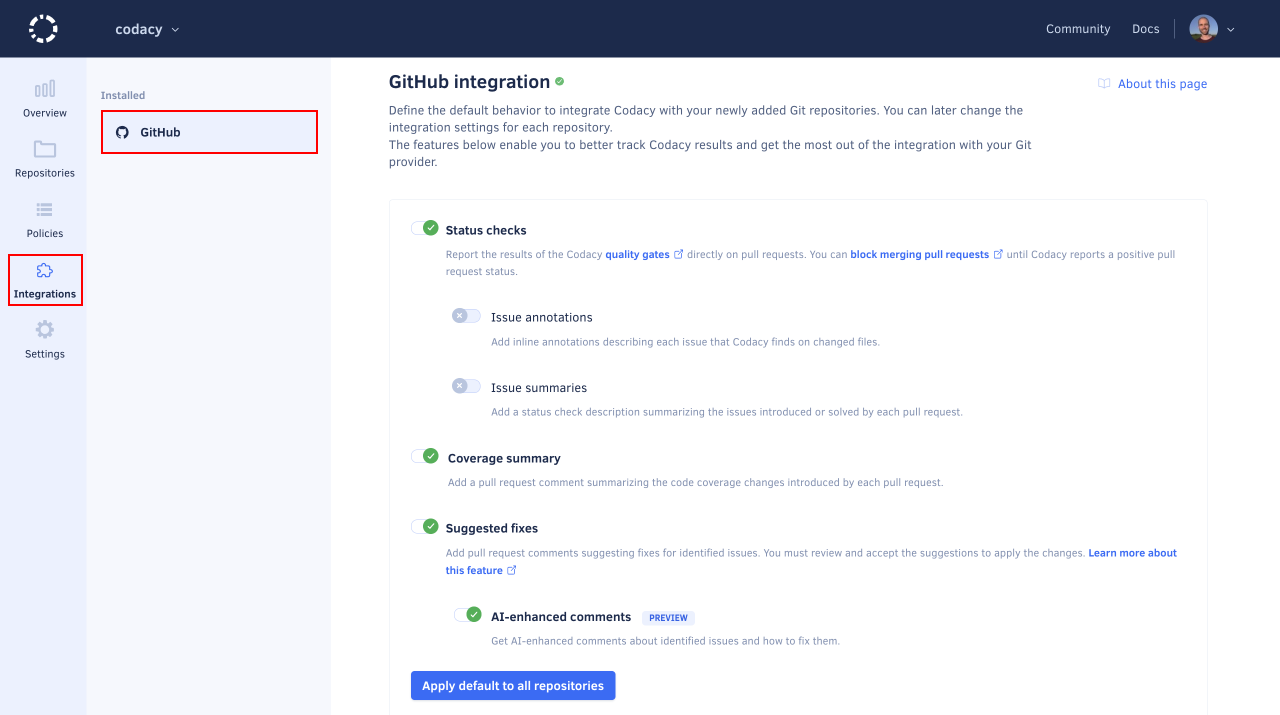 codacy
Community
Docs
Overview
Repositories
Policies
Integrations
Settings
Installed
GitHub
GitHub integration
About this page
Define the default behavior to integrate Codacy with your newly added Git repositories. You can later change the
integration settings for each repository.
The features below enable you to better track Codacy results and get the most out of the integration with your Git
provider.
Status checks
Report the results of the Codacy quality gates directly on pull requests. You can block merging pull requests until Codacy reports a positive pull
request status.
Issue annotations
Add inline annotations describing each issue that Codacy finds on changed files.
Issue summaries
Add a status check description summarizing the issues introduced or solved by each pull request.
Coverage summary
Add a pull request comment summarizing the code coverage changes introduced by each pull request.
Suggested fixes
Add pull request comments suggesting fixes for identified issues. You must review and accept the suggestions to apply the changes. Learn more about
this feature
AI-enhanced comments PREVIEW
Get AI-enhanced comments about identified issues and how to fix them.
Apply default to all repositories